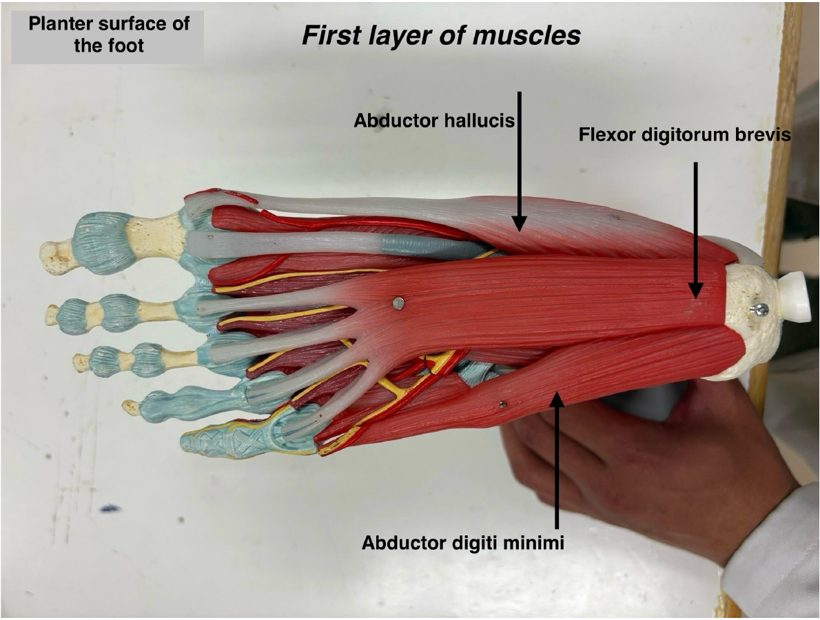 Planter surface of
the foot
First layer of muscles
Abductor hallucis
Flexor digitorum brevis
Abductor digiti minimi